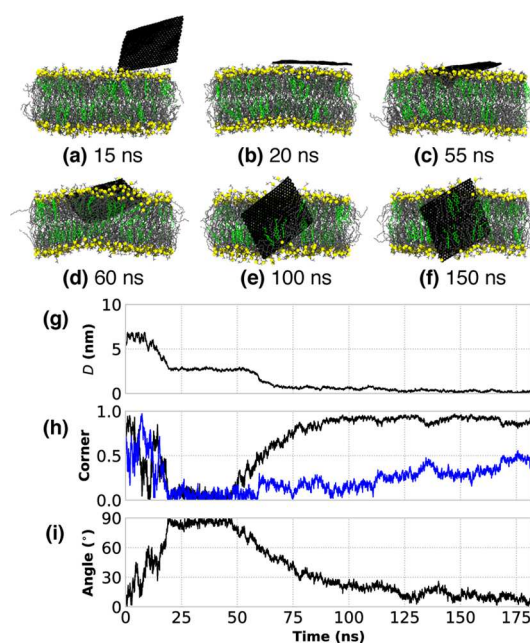 (a) 15 ns
(b) 20 ns
(c) 55 ns
(d) 60 ns
(e) 100 ns
(f) 150 ns
(g)
D (nm)
10
5
0
(h)
Corner
1.0
0.5
0.0
(i)
Angle (°)
90
60
30
0
0 25 50 75 100 125 150 175
Time (ns)